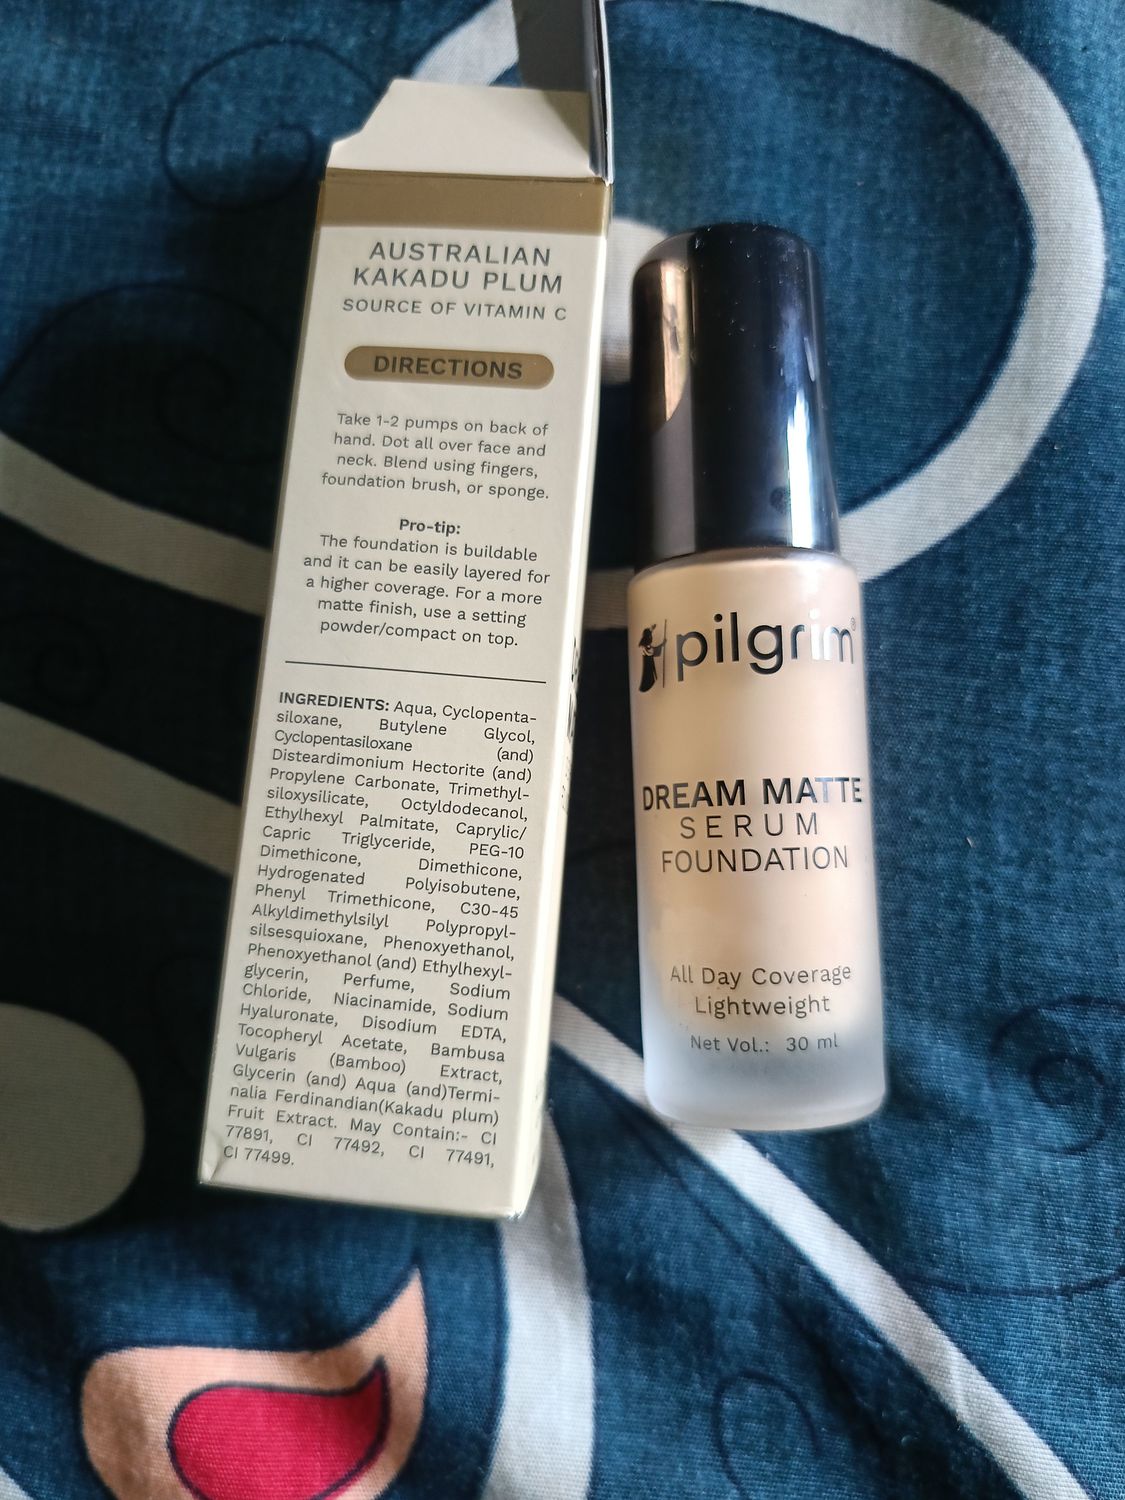 AUSTRALIAN
KAKADU PLUM
SOURCE OF VITAMIN C
DIRECTIONS
Take 1-2 pumps on back of
hand. Dot all over face and
neck. Blend using fingers,
foundation brush, or sponge.
Pro-tip:
The foundation is buildable
and it can be easily layered for
a higher coverage. For a more
matte finish, use a setting
powder/compact on top.
INGREDIENTS: Aqua, Cyclopenta-
siloxane, Butylene Glycol,
Cyclopentasiloxane (and)
Disteardimonium Hectorite (and)
Propylene Carbonate, Trimethyl-
siloxysilicate, Octyldodecanol,
Ethylhexyl Palmitate, Caprylic/
Capric Triglyceride, PEG-10
Dimethicone, Dimethicone,
Hydrogenated Polyisobutene,
Phenyl Trimethicone, C30-45
Alkyldimethylsilyl Polypropyl-
silsesquioxane, Phenoxyethanol,
Phenoxyethanol (and) Ethylhexyl-
glycerin, Perfume, Sodium
Chloride, Niacinamide, Sodium
Hyaluronate, Disodium EDTA,
Tocopheryl Acetate, Bambusa
Vulgaris (Bamboo) Extract,
Glycerin (and) Aqua (and)Termi-
nalia Ferdinandian(Kakadu plum)
Fruit Extract. May Contain:- CI
77891, CI 77492, CI 77491,
CI 77499.
pilgrim®
DREAM MATTE
SERUM
FOUNDATION
All Day Coverage
Lightweight
Net Vol.: 30 ml